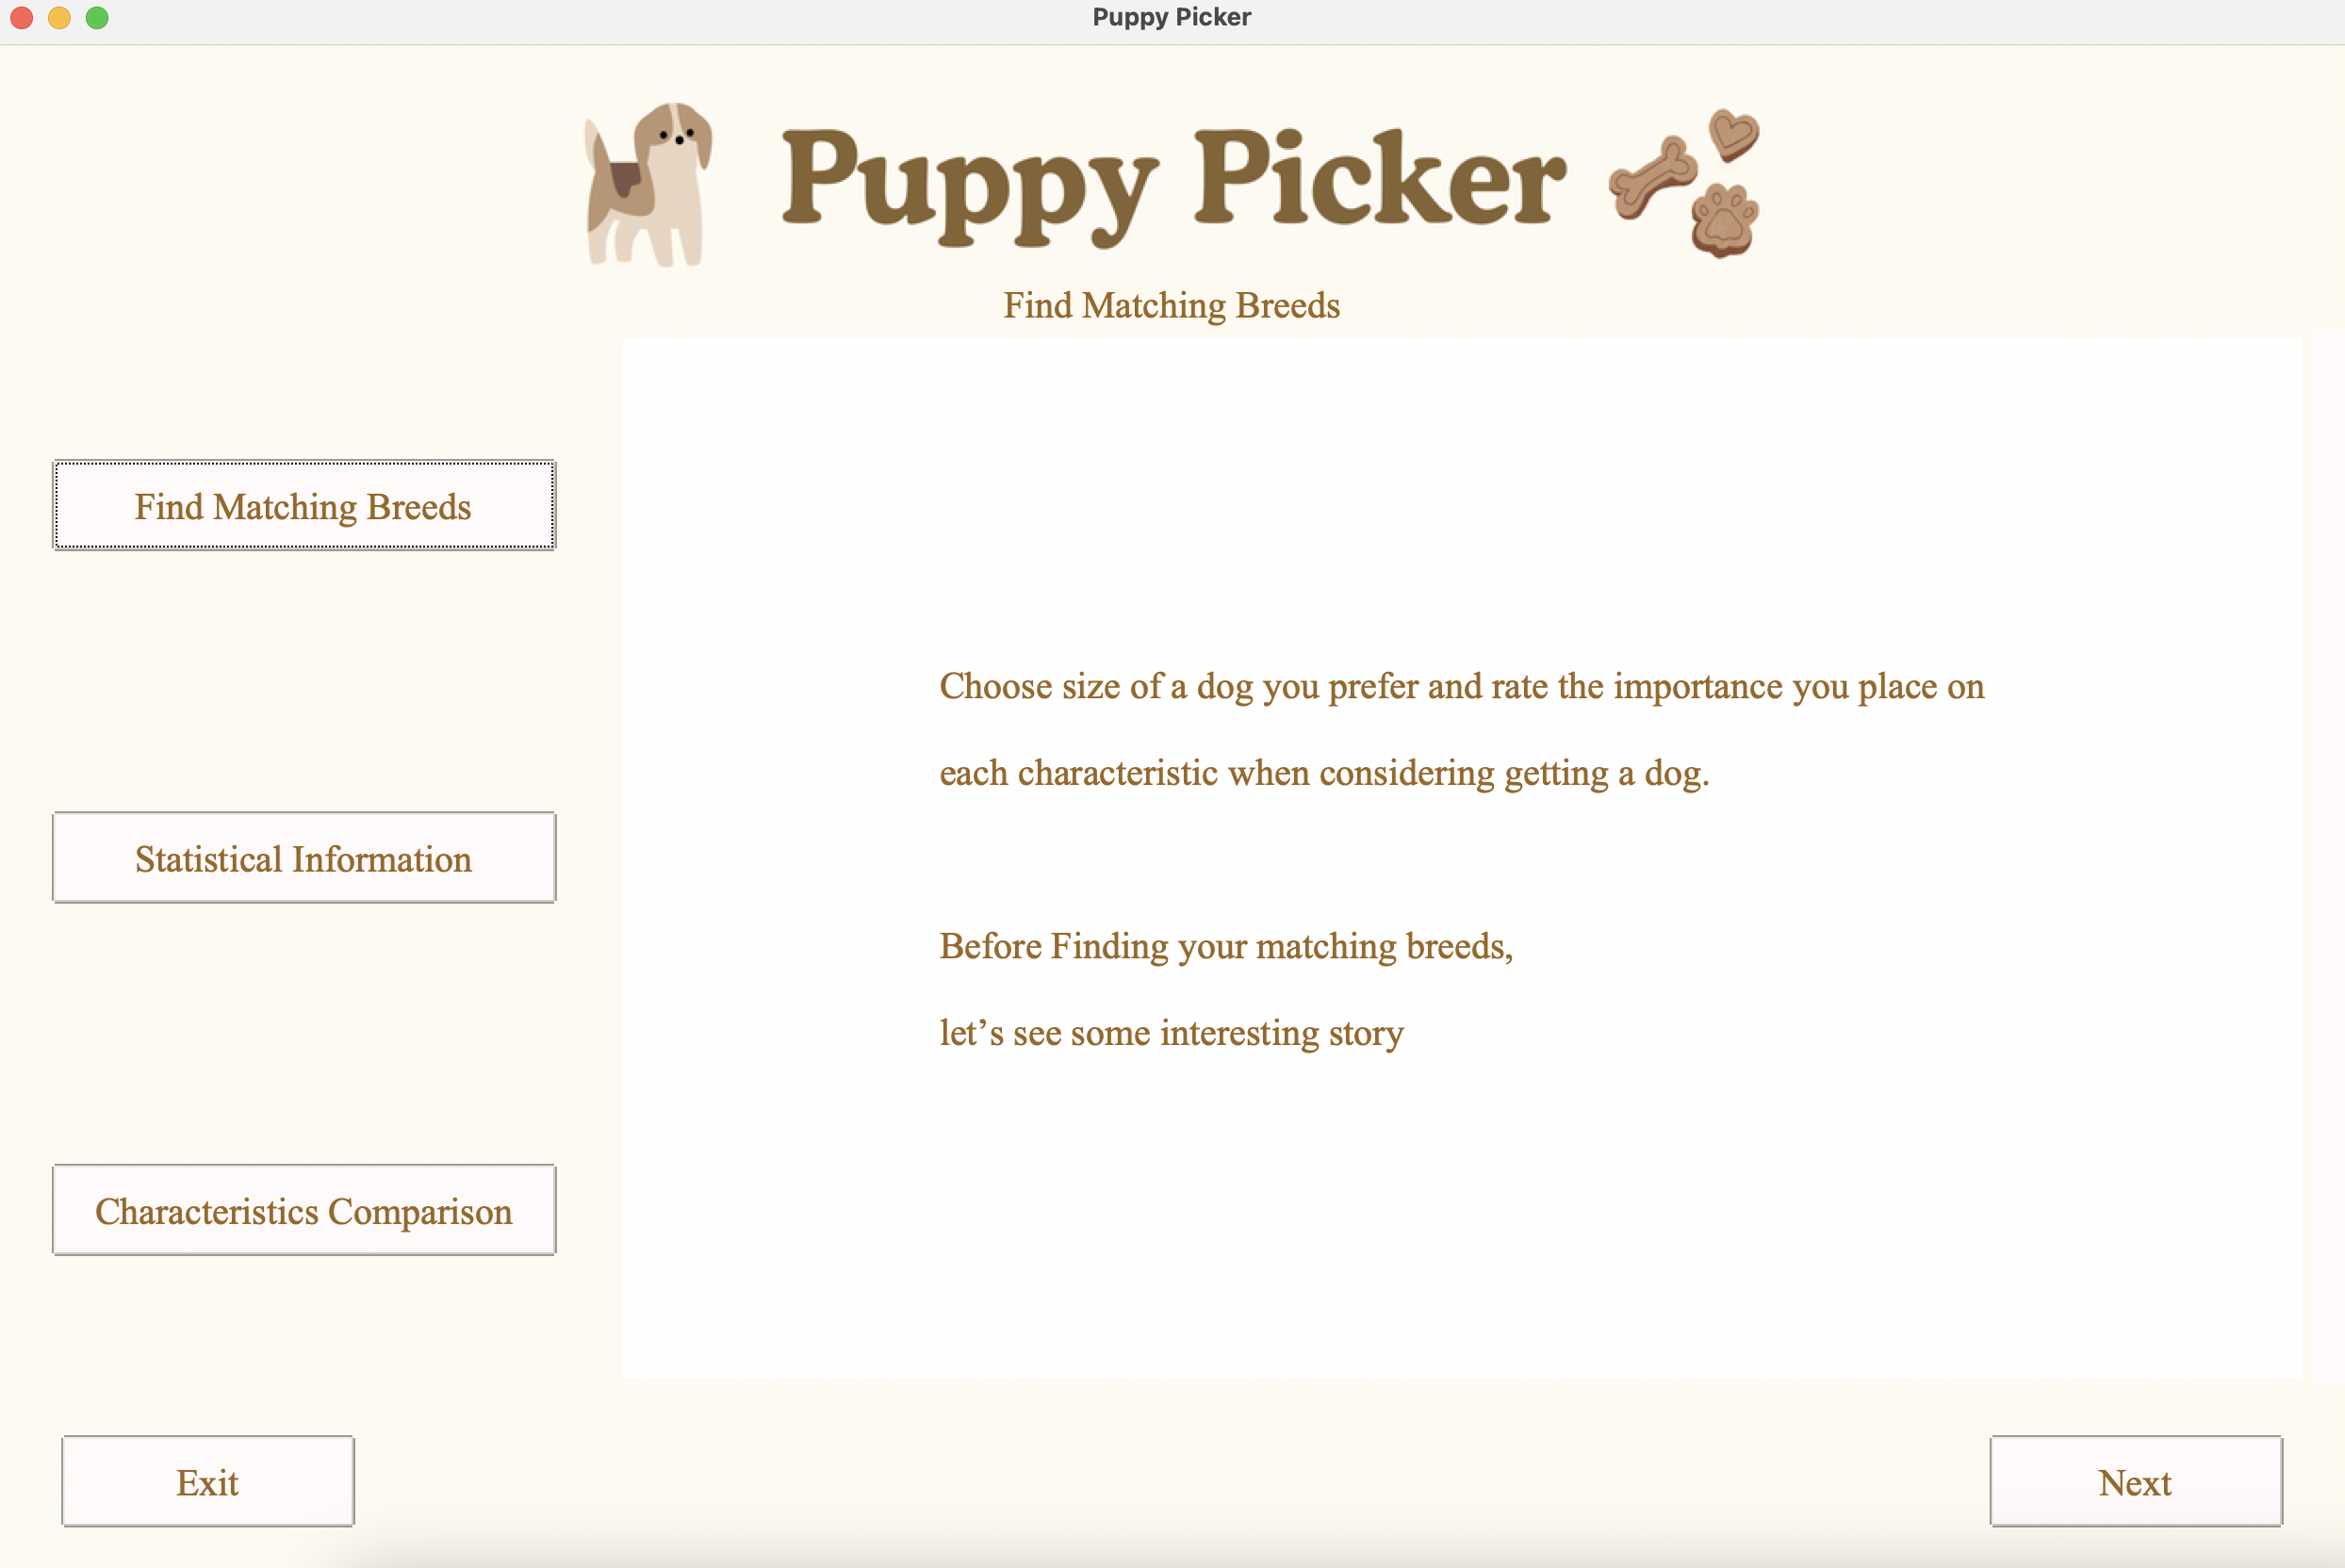 Puppy Picker
Puppy Picker
Find Matching Breeds
Find Matching Breeds
Statistical Information
Characteristics Comparison
Choose size of a dog you prefer and rate the importance you place on
each characteristic when considering getting a dog.
Before Finding your matching breeds,
let’s see some interesting story
Exit
Next